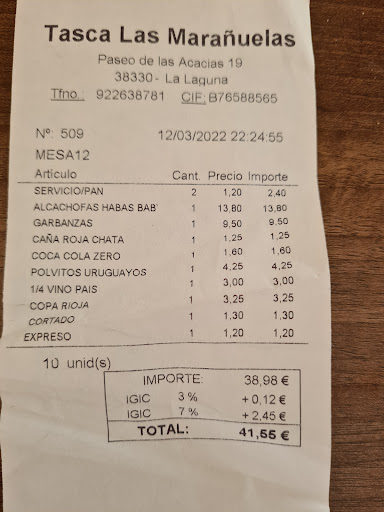 Tasca Las Marañuelas
Paseo de las Acacias 19
38330- La Laguna
Tfno.. 922638781 CIF: B76588565
Nº: 509 12/03/2022 22:24:55
MESA12
Articulo Cant. Precio Importe
SERVICIO/PAN 2 1,20 2,40
ALCACHOFAS HABAS BAB' 1 13,80 13,80
GARBANZAS 1 9,50 9,50
CAÑA ROJA CHATA 1 1,25 1,25
COCA COLA ZERO 1 1,60 1,60
POLVITOS URUGUAYOS 1 4,25 4,25
1/4 VINO PAIS 1 3,00 3,00
COPA RIOJA 1 3,25 3,25
CORTADO 1 1,30 1,30
EXPRESO 1 1,20 1,20
10 unid(s)
IMPORTE: 38,98 €
IGIC 3 % + 0,12 €
IGIC 7 % + 2,45 €
TOTAL: 41,55 €